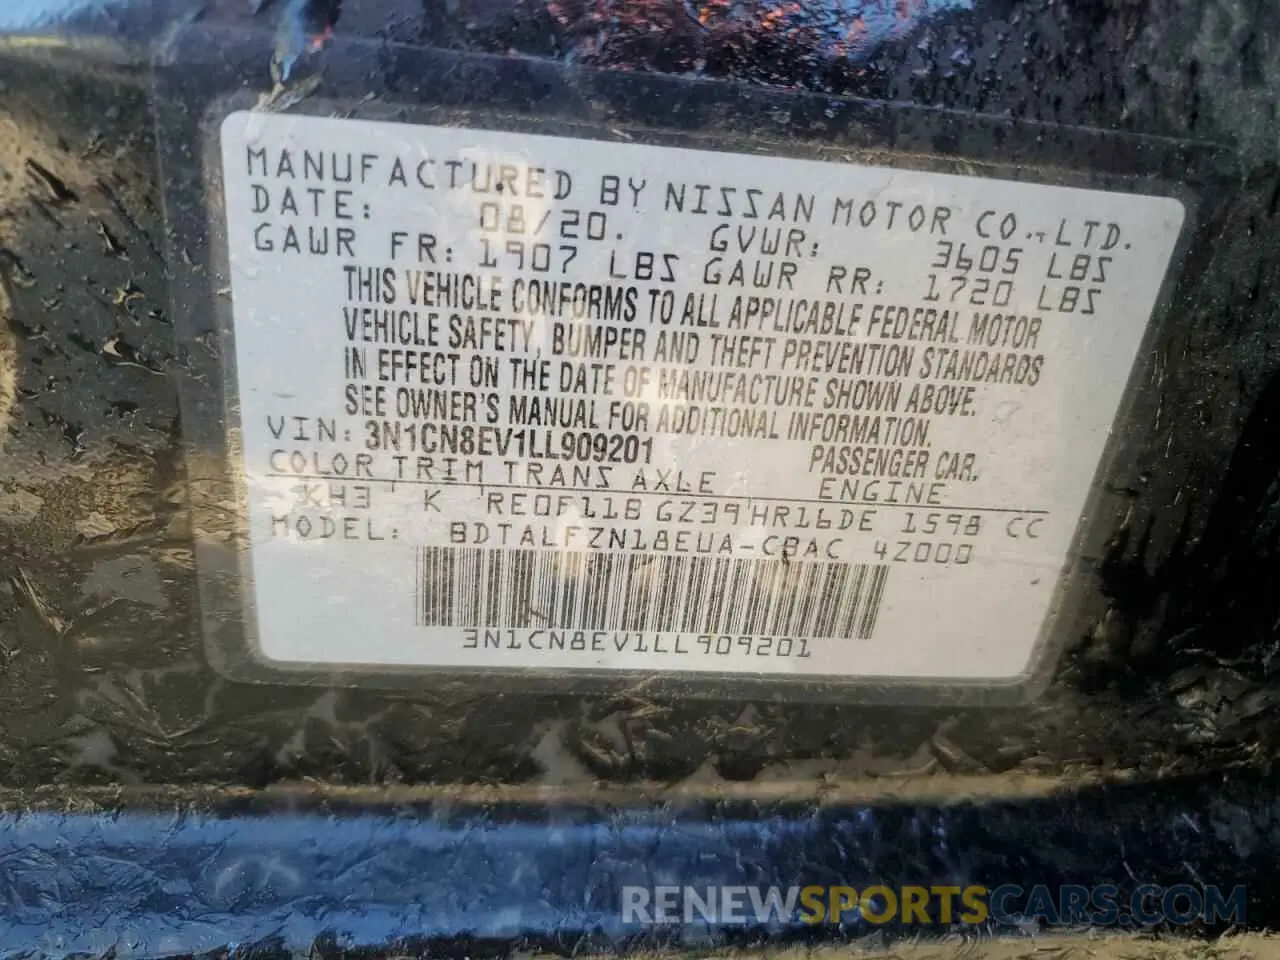 MANUFACTURED BY NISSAN MOTOR CO., LTD.
DATE: 08/20. GVWR: 3605 LBS
GAWR FR: 1907 LBS GAWR RR: 1720 LBS
THIS VEHICLE CONFORMS TO ALL APPLICABLE FEDERAL MOTOR
VEHICLE SAFETY, BUMPER AND THEFT PREVENTION STANDARDS
IN EFFECT ON THE DATE OF MANUFACTURE SHOWN ABOVE.
SEE OWNER'S MANUAL FOR ADDITIONAL INFORMATION.
VIN: 3N1CN8EV1LL909201 PASSENGER CAR.
COLOR TRIM TRANS AXLE ENGINE
KH3 K RE0F11B GZ39 HR16DE 1598 CC
MODEL: BDTALFZN18EUA-CBAC 4Z000
3N1CN8EV1LL909201
RENEWSPORTSCARS.COM